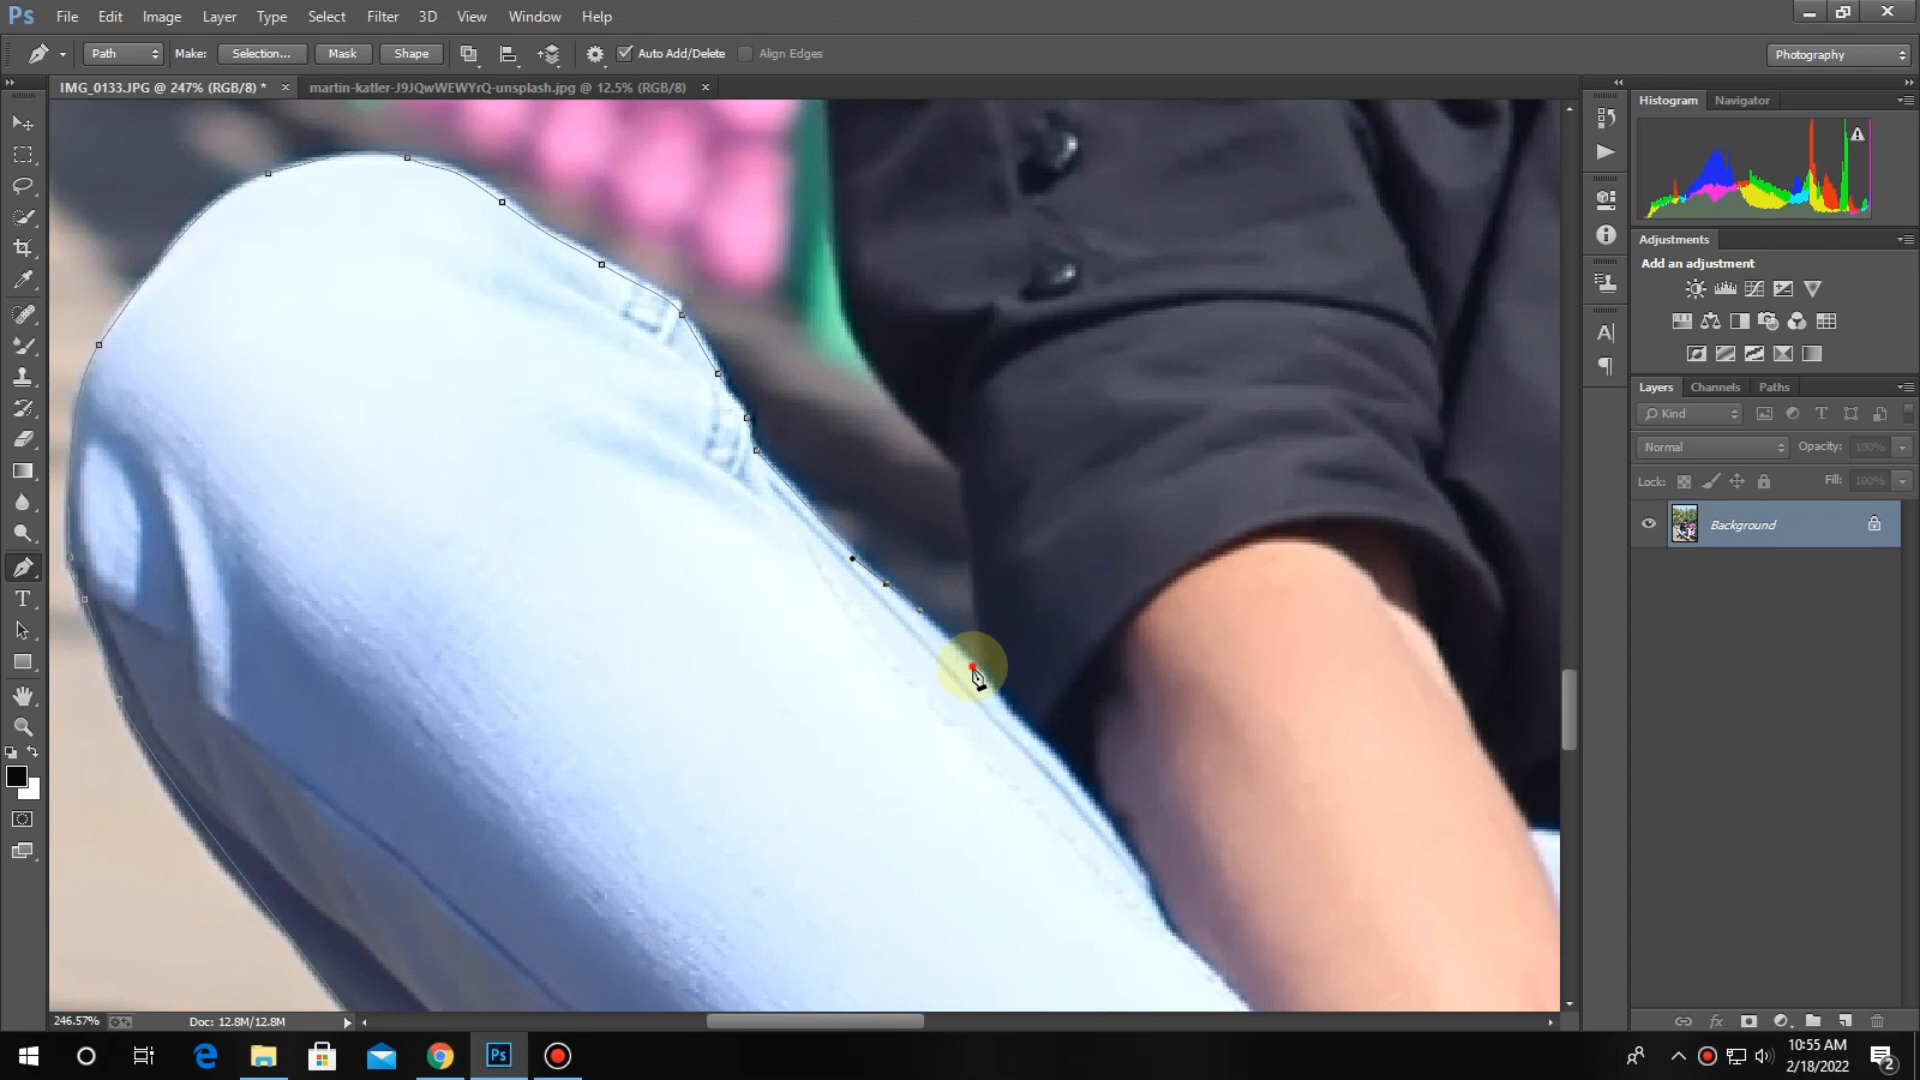 Ps File Edit Image Layer Type Select Filter 3D View Window Help
Path Make: Selection... Mask Shape Auto Add/Delete Align Edges Photography
IMG_0133.JPG @ 247% (RGB/8) * × martin-katler-J9JQwWEWYrQ-unsplash.jpg @ 12.5% (RGB/8) ×
Histogram Navigator
Adjustments
Add an adjustment
Layers Channels Paths
Kind
Normal Opacity: 100%
Lock: Fill: 100%
Background
246.57% Doc: 12.8M/12.8M
Ps
10:55 AM
2/18/2022
2